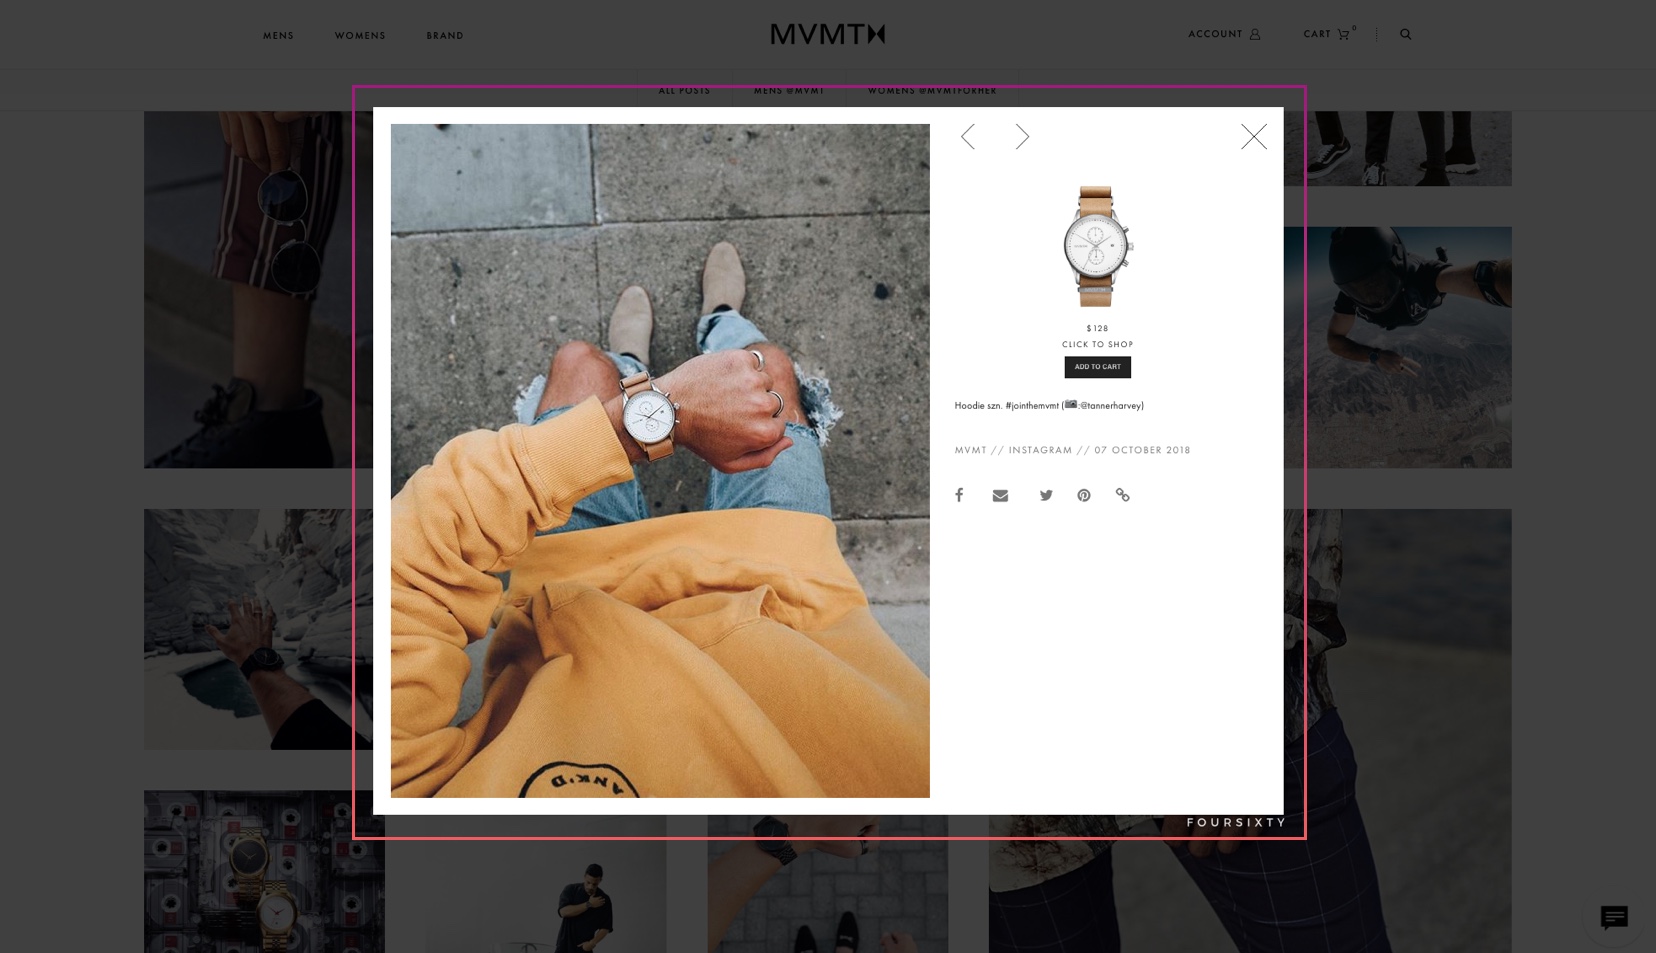 MENS
WOMENS
BRAND
MVMT
ACCOUNT
CART 0
ALL POSTS
MENS @MVMT
WOMENS @MVMTFORHER
$128
CLICK TO SHOP
ADD TO CART
Hoodie szn. #jointhemvmt (📷:@tannerharvey)
MVMT // INSTAGRAM // 07 OCTOBER 2018
ANK'D
FOURSIXTY